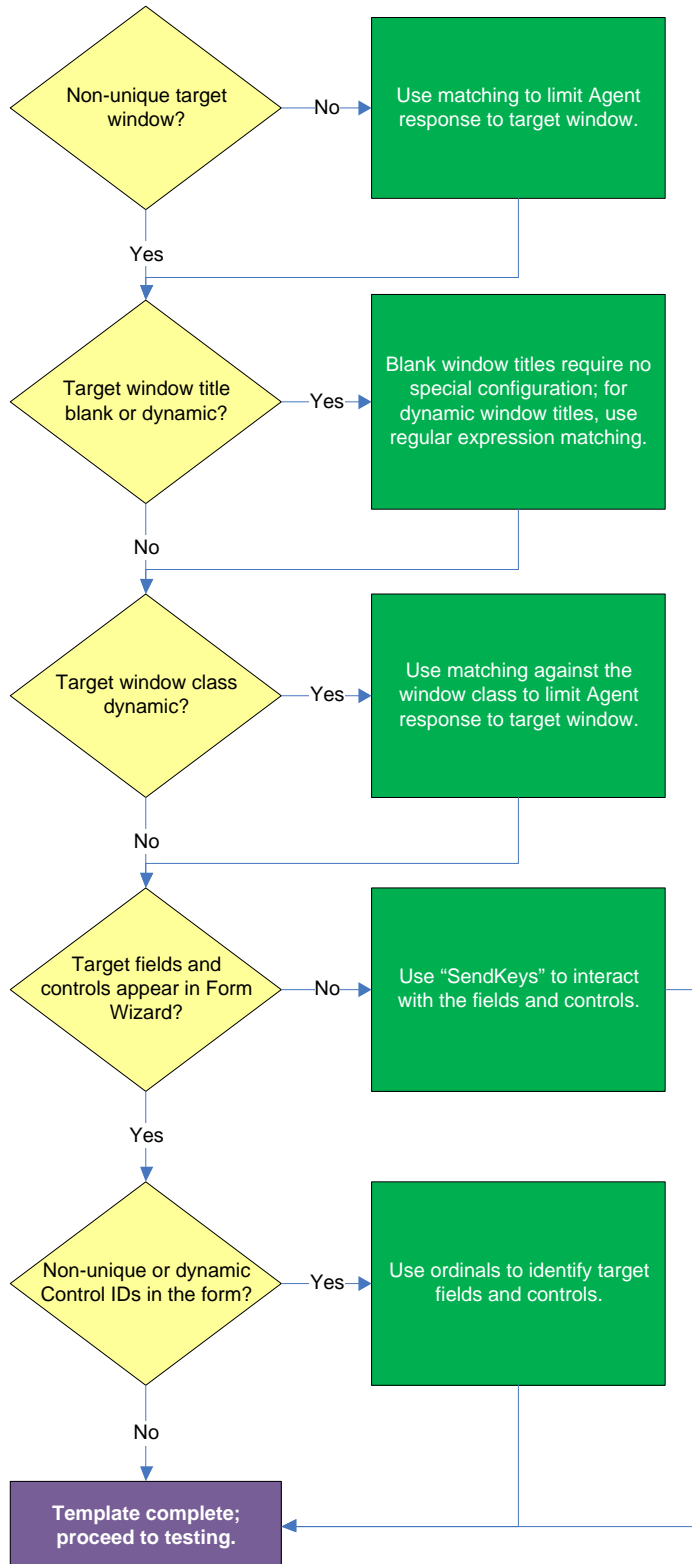 Non-unique target
window?
No
Use matching to limit Agent
response to target window.
Yes
Target window title
blank or dynamic?
Yes
Blank window titles require no
special configuration; for
dynamic window titles, use
regular expression matching.
No
Target window class
dynamic?
Yes
Use matching against the
window class to limit Agent
response to target window.
No
Target fields and
controls appear in Form
Wizard?
No
Use “SendKeys” to interact
with the fields and controls.
Yes
Non-unique or dynamic
Control IDs in the form?
Yes
Use ordinals to identify target
fields and controls.
No
Template complete;
proceed to testing.